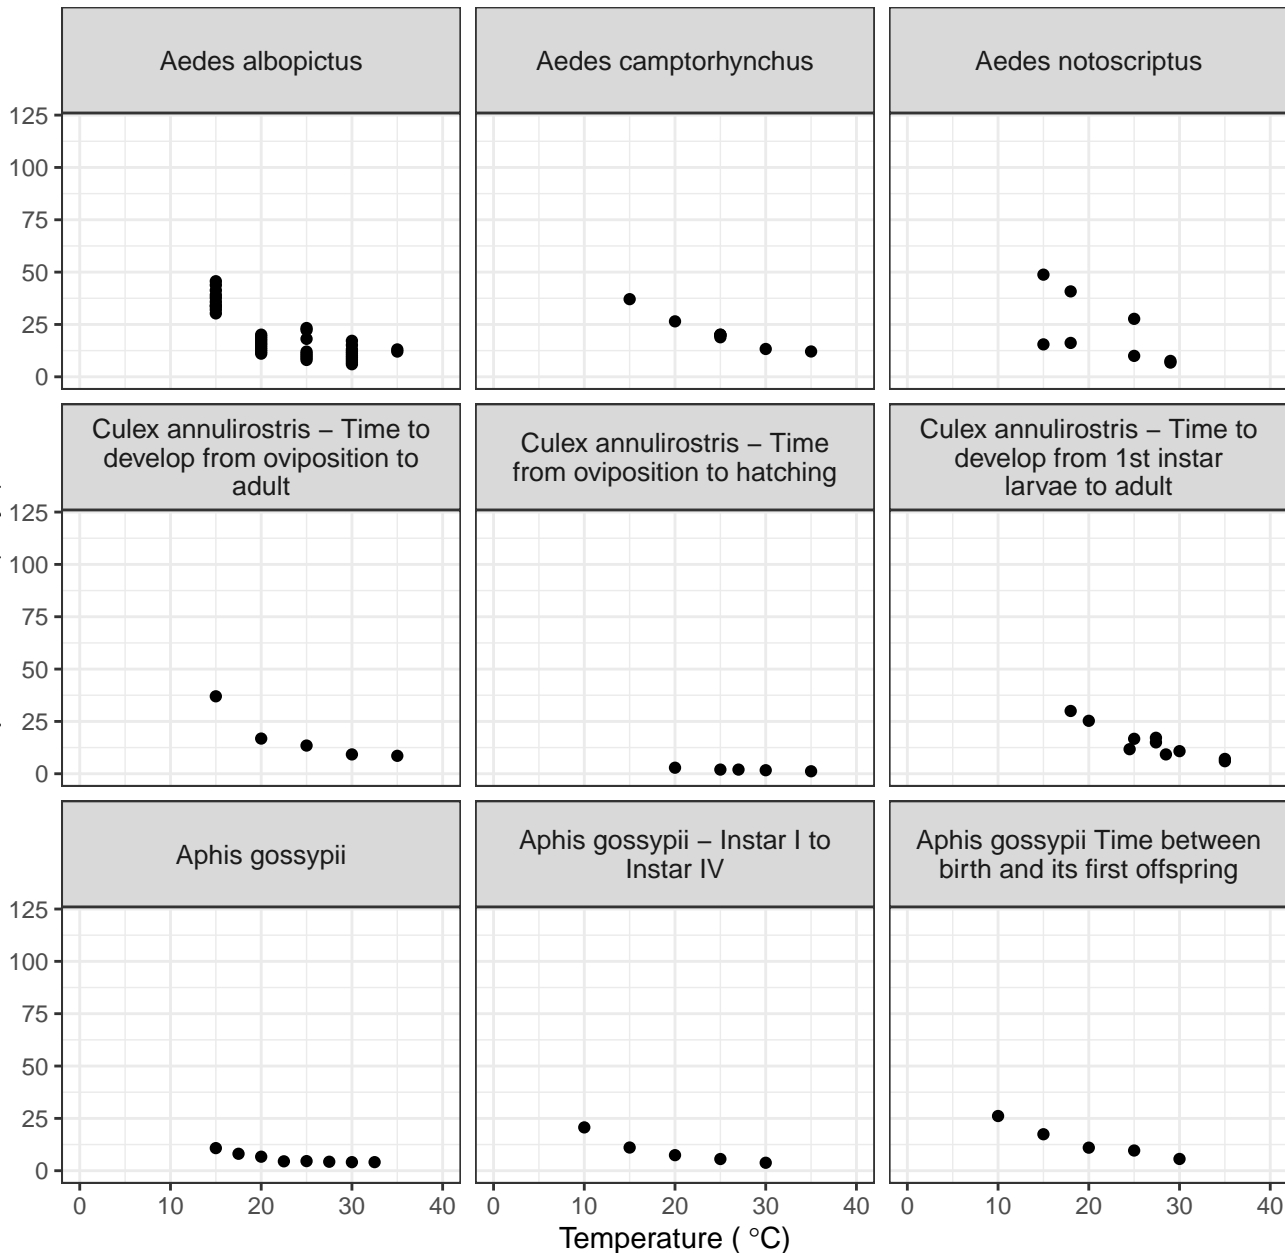 Aedes albopictus
Aedes camptorhynchus
Aedes notoscriptus
125
100
75
50
25
0
Culex annulirostris – Time to
develop from oviposition to
adult
Culex annulirostris – Time
from oviposition to hatching
Culex annulirostris – Time to
develop from 1st instar
larvae to adult
125
100
75
50
25
0
Aphis gossypii
Aphis gossypii – Instar I to
Instar IV
Aphis gossypii Time between
birth and its first offspring
125
100
75
50
25
0
0 10 20 30 40
0 10 20 30 40
0 10 20 30 40
Temperature ( °C)